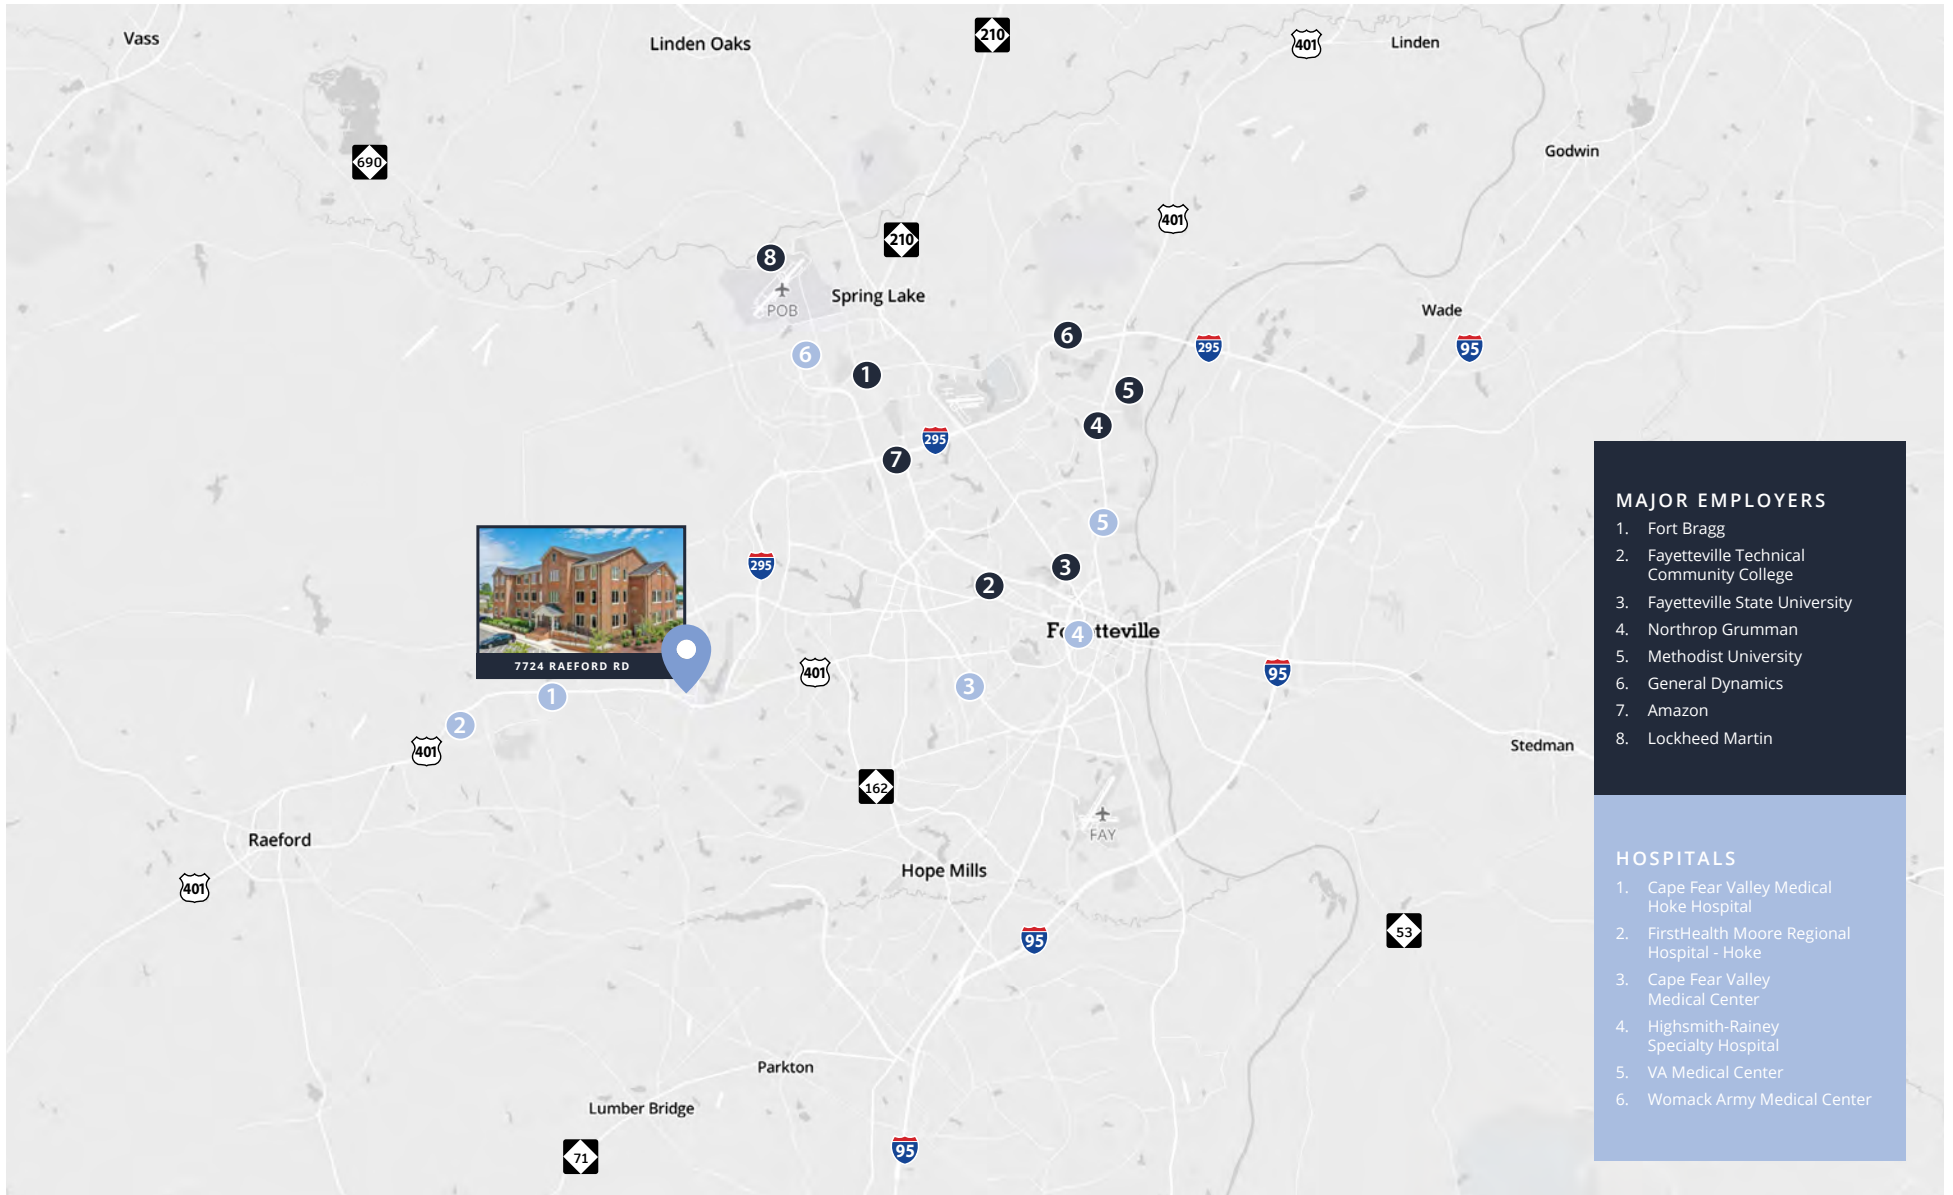 Vass
Linden Oaks
210
401
Linden
Godwin
690
401
210
8
POB
Spring Lake
Wade
6
295
95
6
1
5
4
295
7
5
295
3
2
Fayetteville
4
7724 RAEFORD RD
401
95
3
1
2
401
Stedman
162
FAY
Raeford
Hope Mills
401
95
53
Parkton
Lumber Bridge
71
95
MAJOR EMPLOYERS
1. Fort Bragg
2. Fayetteville Technical
Community College
3. Fayetteville State University
4. Northrop Grumman
5. Methodist University
6. General Dynamics
7. Amazon
8. Lockheed Martin
HOSPITALS
1. Cape Fear Valley Medical
Hoke Hospital
2. FirstHealth Moore Regional
Hospital - Hoke
3. Cape Fear Valley
Medical Center
4. Highsmith-Rainey
Specialty Hospital
5. VA Medical Center
6. Womack Army Medical Center